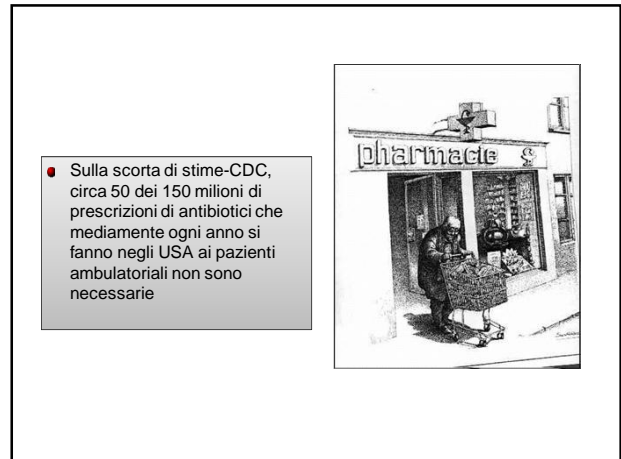 Sulla scorta di stime-CDC,
circa 50 dei 150 milioni di
prescrizioni di antibiotici che
mediamente ogni anno si
fanno negli USA ai pazienti
ambulatoriali non sono
necessarie
pharmacie